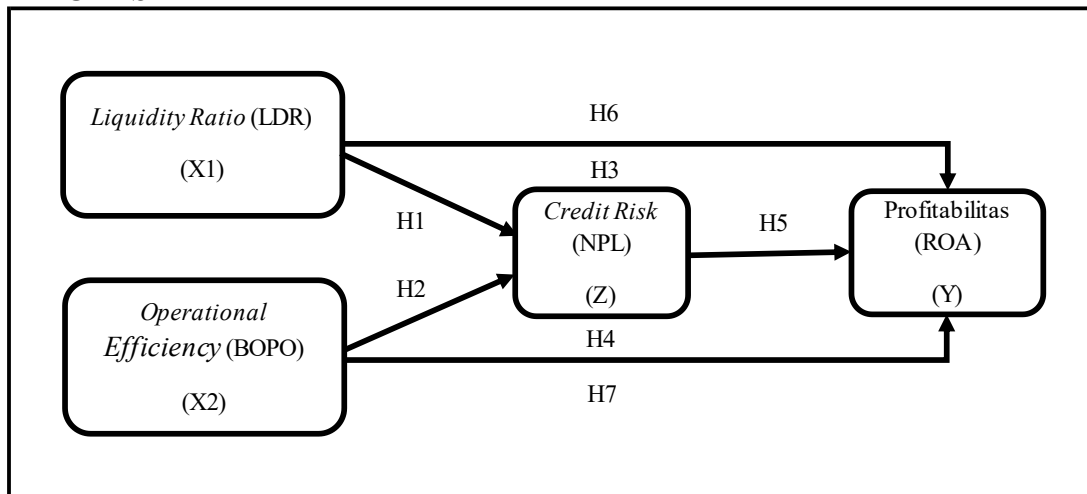 Liquidity Ratio (LDR)
(X1)
H6
H3
H1
Credit Risk
(NPL)
(Z)
H5
Profitabilitas
(ROA)
(Y)
H2
Operational
Efficiency (BOPO)
(X2)
H4
H7